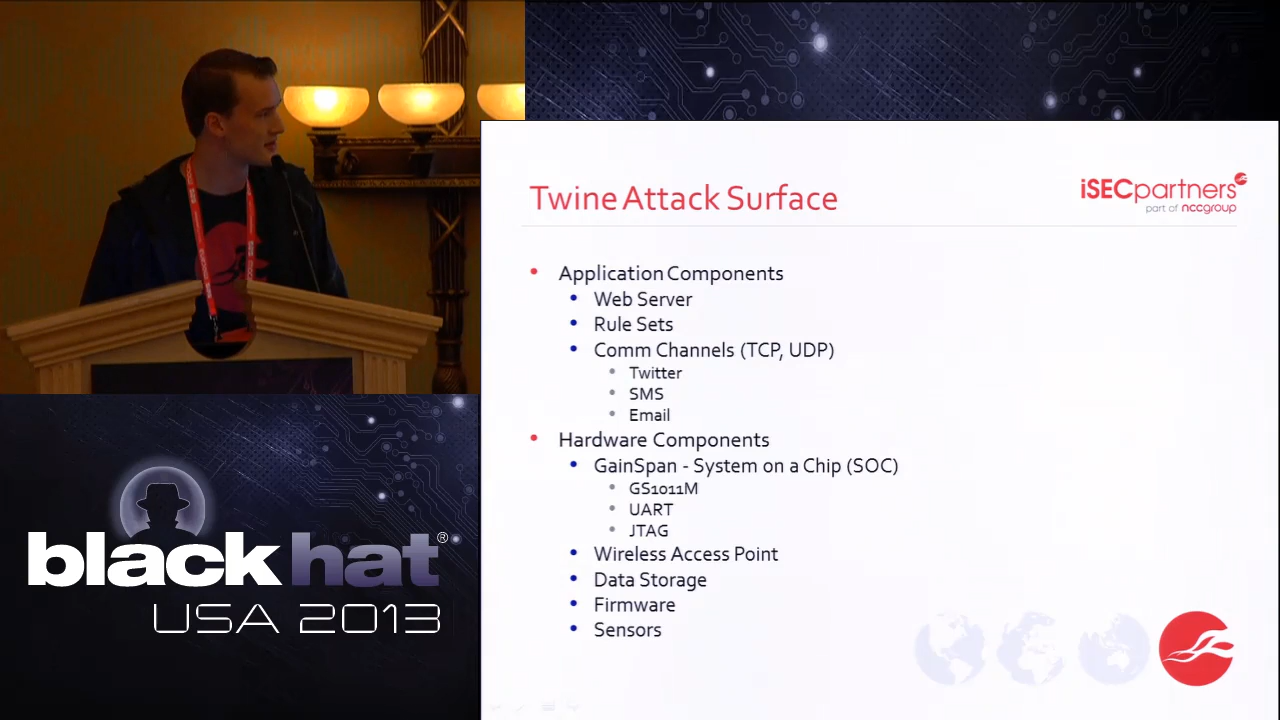 Twine Attack Surface
iSECpartners
part of nccgroup
• Application Components
• Web Server
• Rule Sets
• Comm Channels (TCP, UDP)
• Twitter
• SMS
• Email
• Hardware Components
• GainSpan - System on a Chip (SOC)
• GS1011M
• UART
• JTAG
• Wireless Access Point
• Data Storage
• Firmware
• Sensors
blackhat®
USA 2013